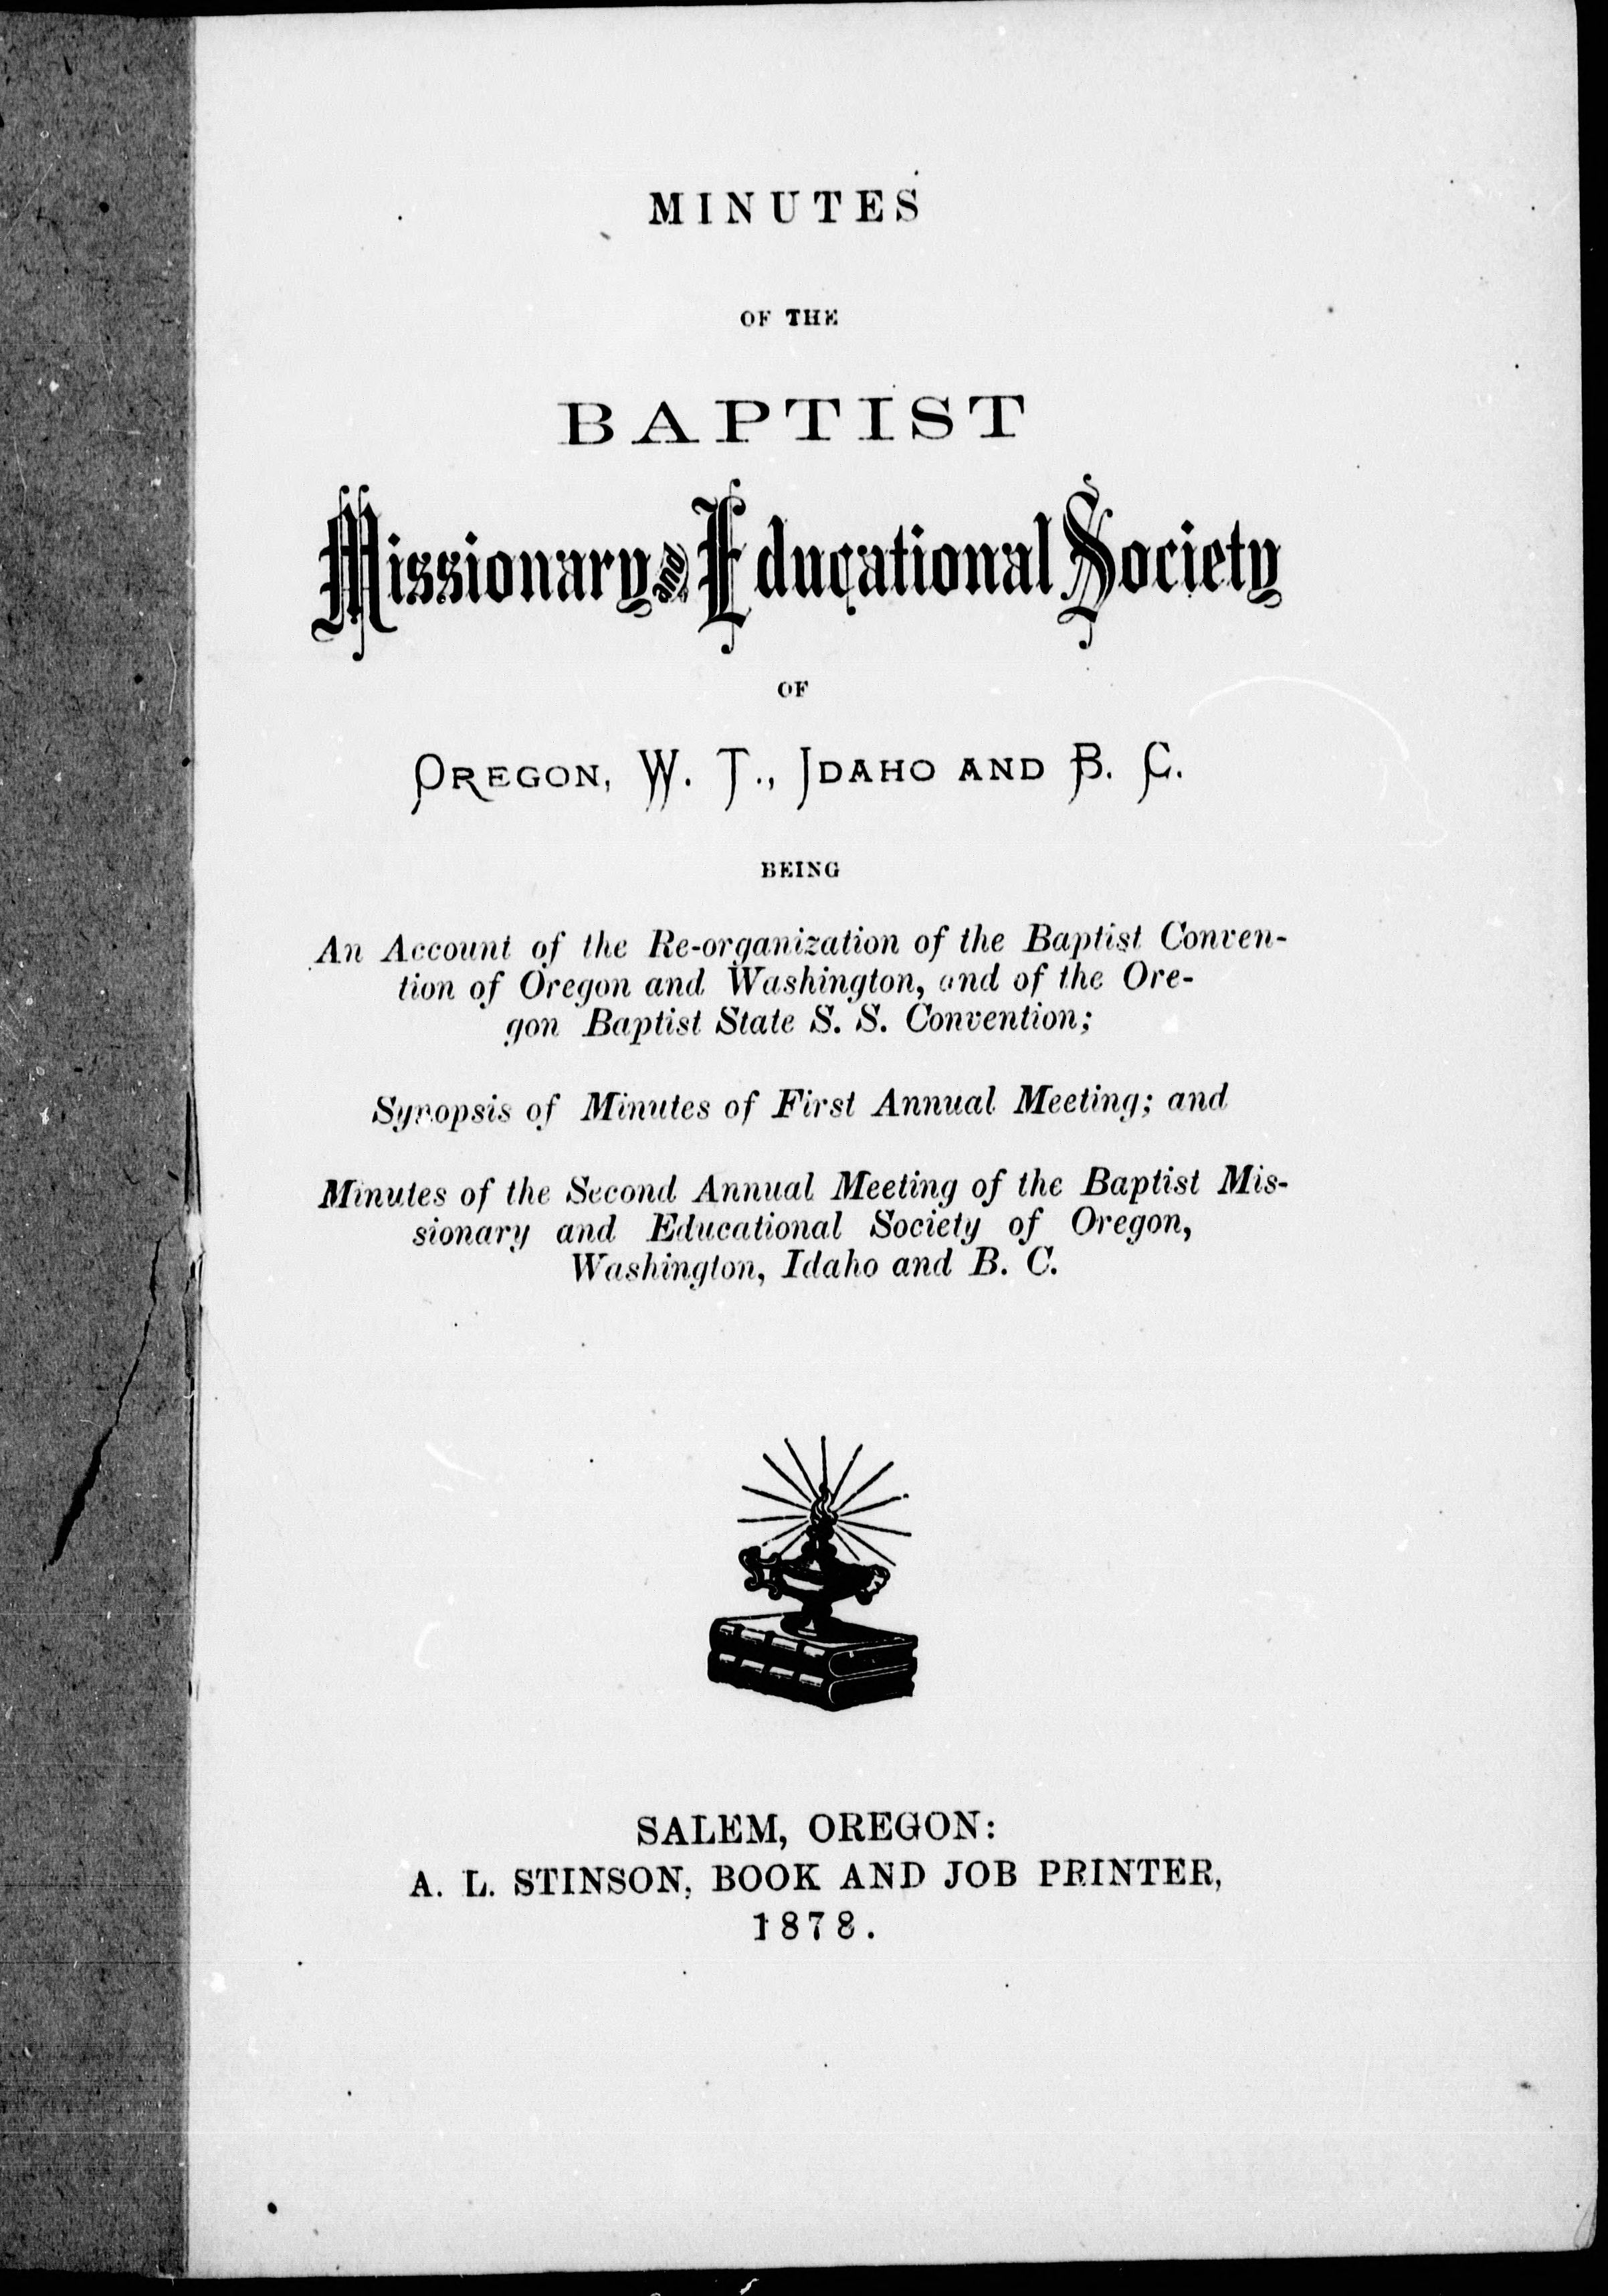 MINUTES
OF THE
BAPTIST
Missionary and Educational Society
OF
OREGON, W. T., IDAHO AND B. C.
BEING
An Account of the Re-organization of the Baptist Conven-
tion of Oregon and Washington, and of the Ore-
gon Baptist State S. S. Convention;
Synopsis of Minutes of First Annual Meeting; and
Minutes of the Second Annual Meeting of the Baptist Mis-
sionary and Educational Society of Oregon,
Washington, Idaho and B. C.
SALEM, OREGON:
A. L. STINSON, BOOK AND JOB PRINTER,
1878.